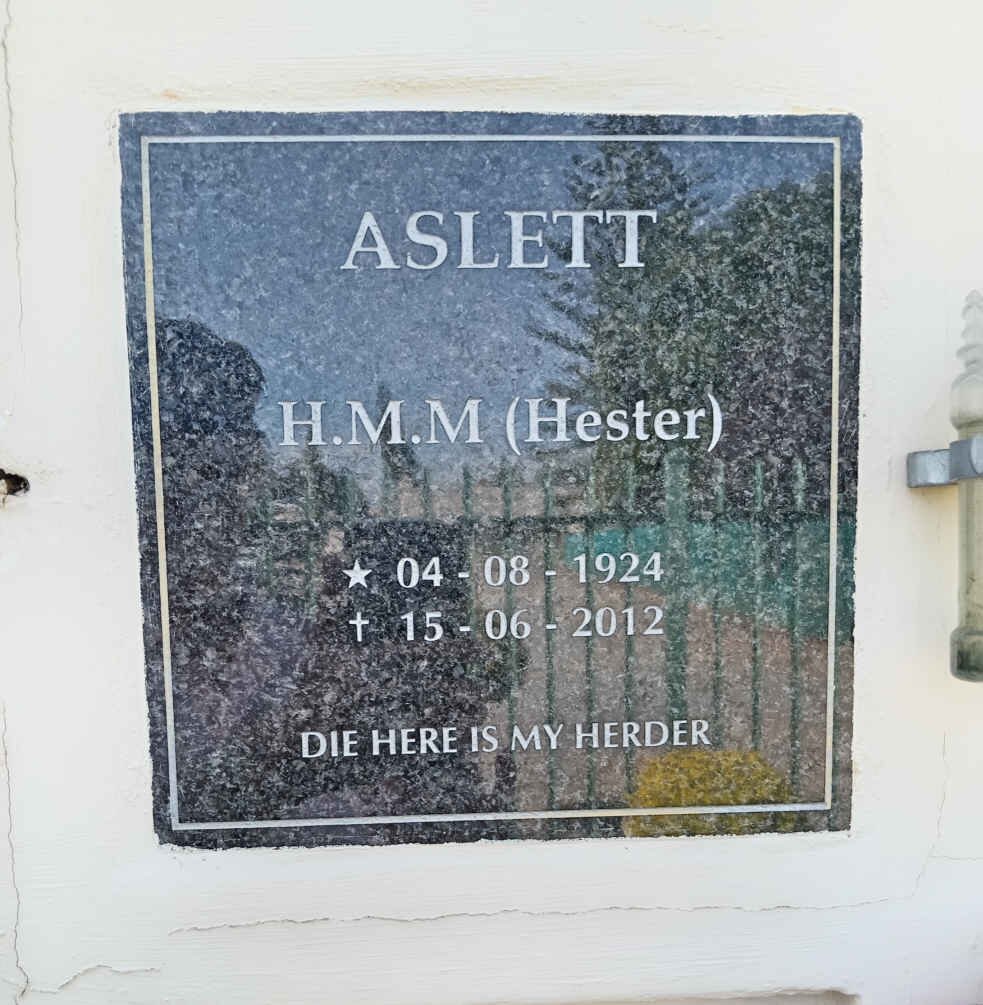 ASLETT
H.M.M (Hester)
★ 04 - 08 - 1924
✝ 15 - 06 - 2012
DIE HERE IS MY HERDER